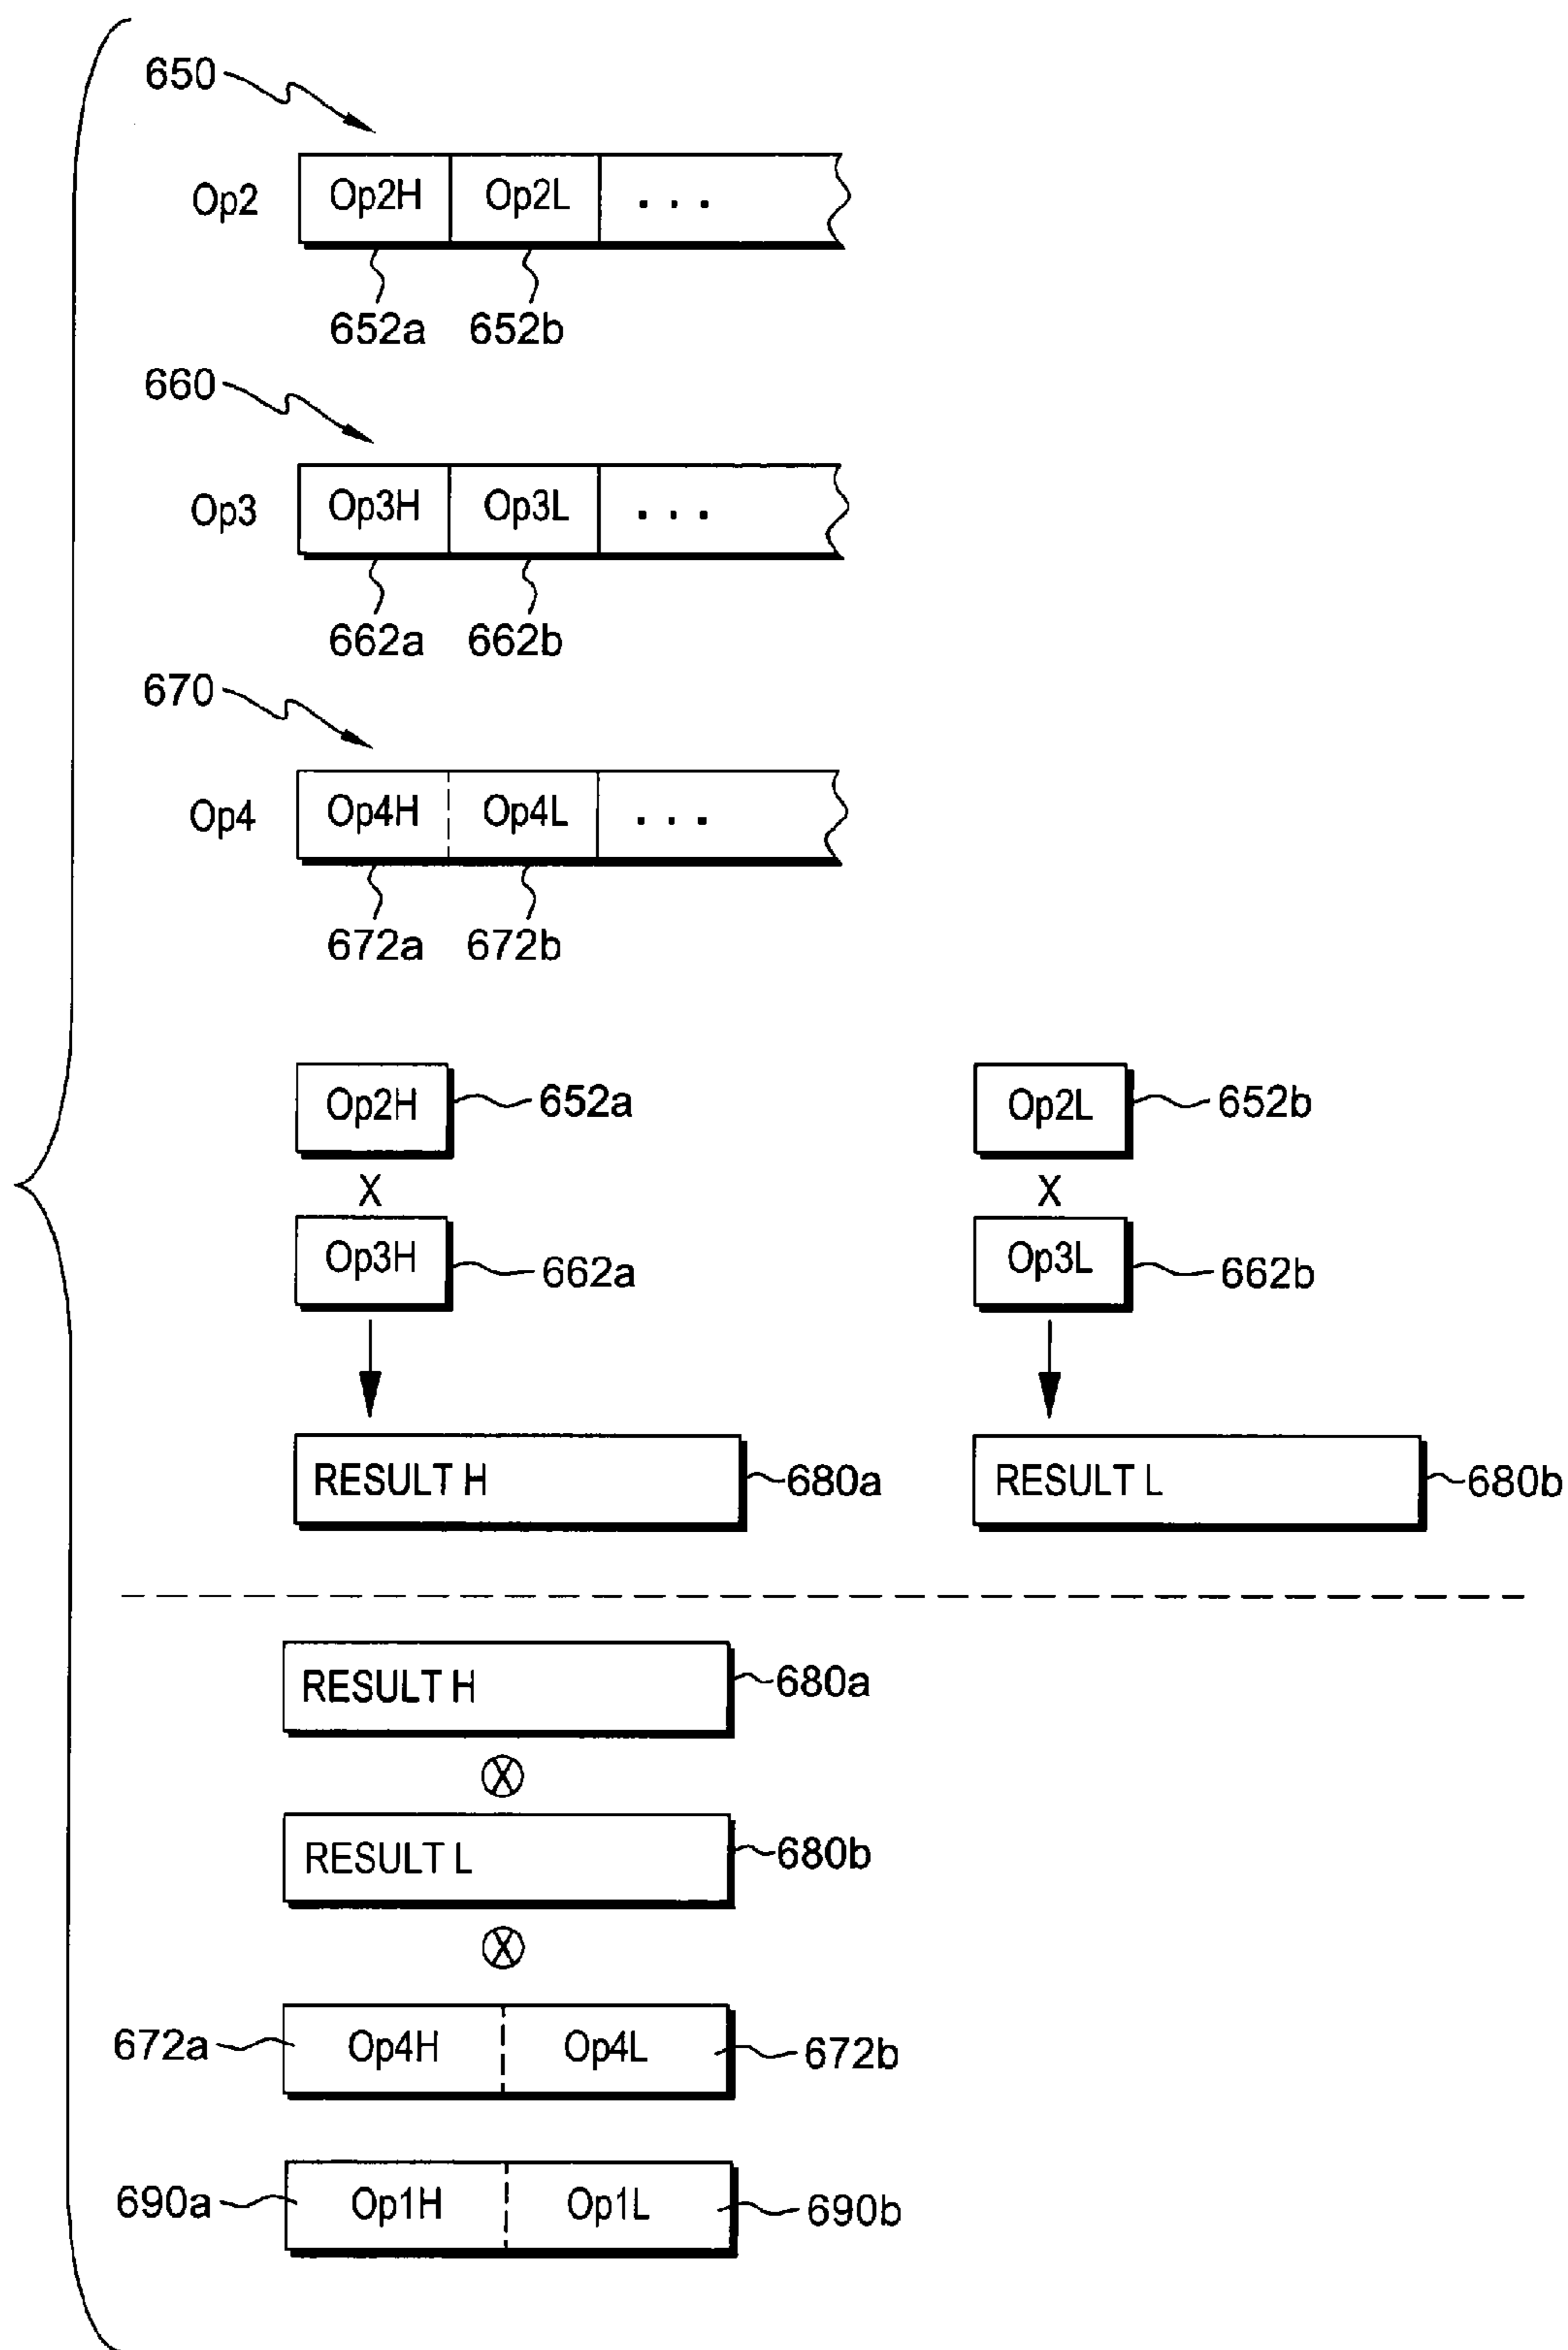 650
Op2 Op2H Op2L ...
652a 652b
660
Op3 Op3H Op3L ...
662a 662b
670
Op4 Op4H Op4L ...
672a 672b
Op2H 652a Op2L 652b
X X
Op3H 662a Op3L 662b
RESULT H 680a RESULT L 680b
RESULT H 680a
X
RESULT L 680b
X
672a Op4H Op4L 672b
690a Op1H Op1L 690b